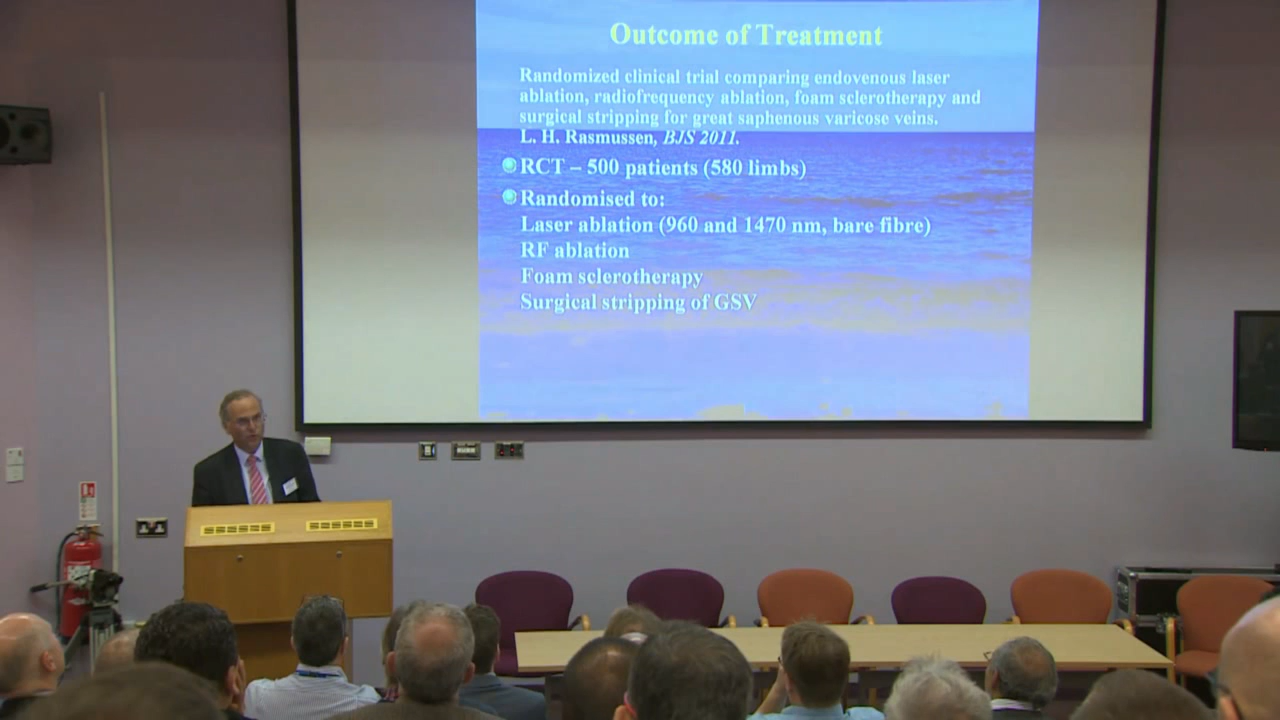 Outcome of Treatment
Randomized clinical trial comparing endovenous laser
ablation, radiofrequency ablation, foam sclerotherapy and
surgical stripping for great saphenous varicose veins.
L. H. Rasmussen, BJS 2011.
RCT – 500 patients (580 limbs)
Randomised to:
Laser ablation (960 and 1470 nm, bare fibre)
RF ablation
Foam sclerotherapy
Surgical stripping of GSV